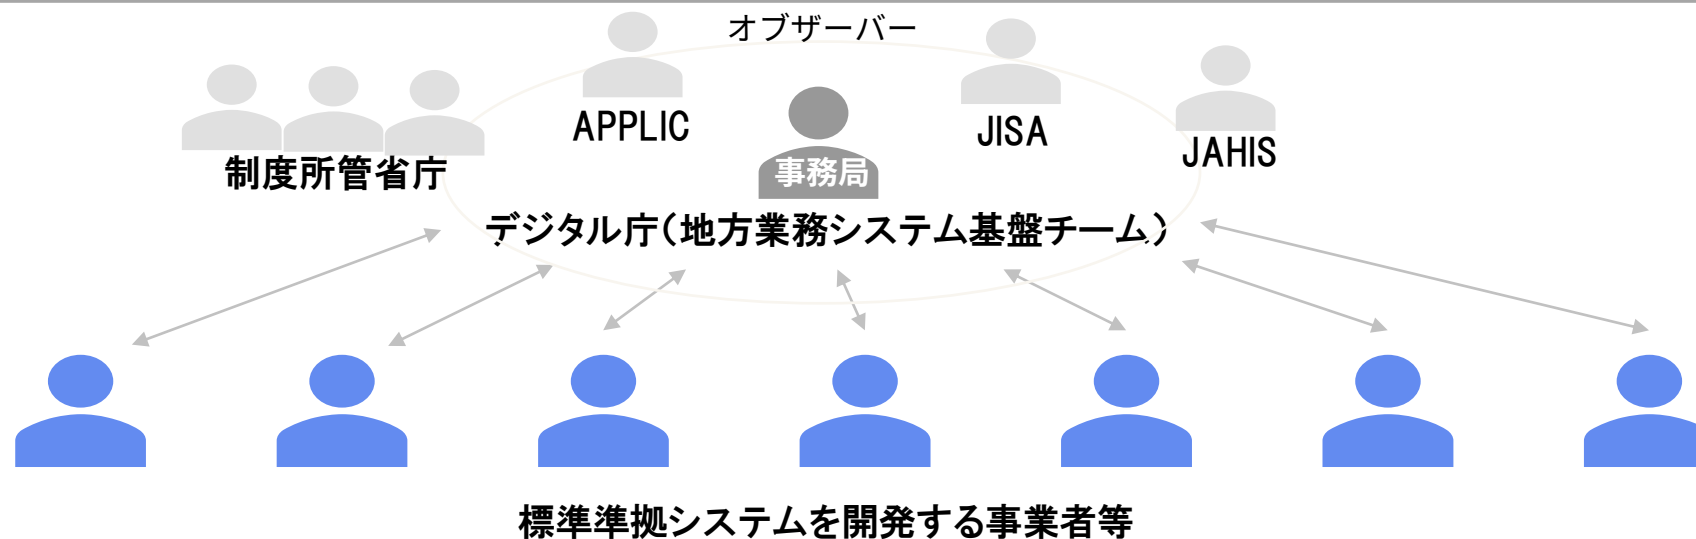 オブザーバー
APPLIC
JISA
JAHIS
制度所管省庁
事務局
デジタル庁(地方業務システム基盤チーム)
標準準拠システムを開発する事業者等